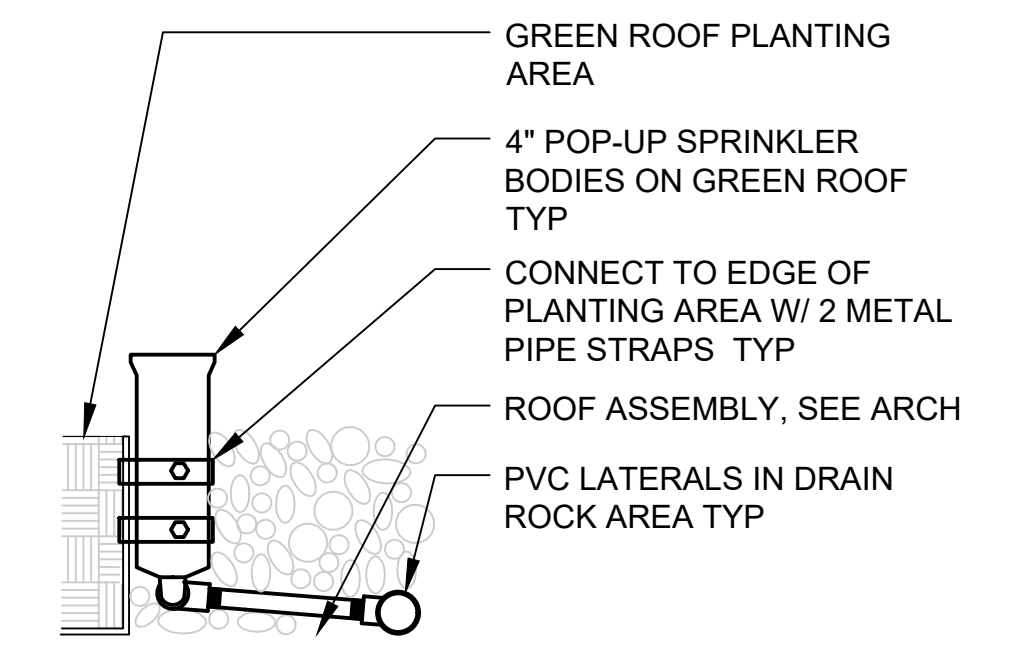 GREEN ROOF PLANTING
AREA
4" POP-UP SPRINKLER
BODIES ON GREEN ROOF
TYP
CONNECT TO EDGE OF
PLANTING AREA W/ 2 METAL
PIPE STRAPS  TYP
ROOF ASSEMBLY, SEE ARCH
PVC LATERALS IN DRAIN
ROCK AREA TYP